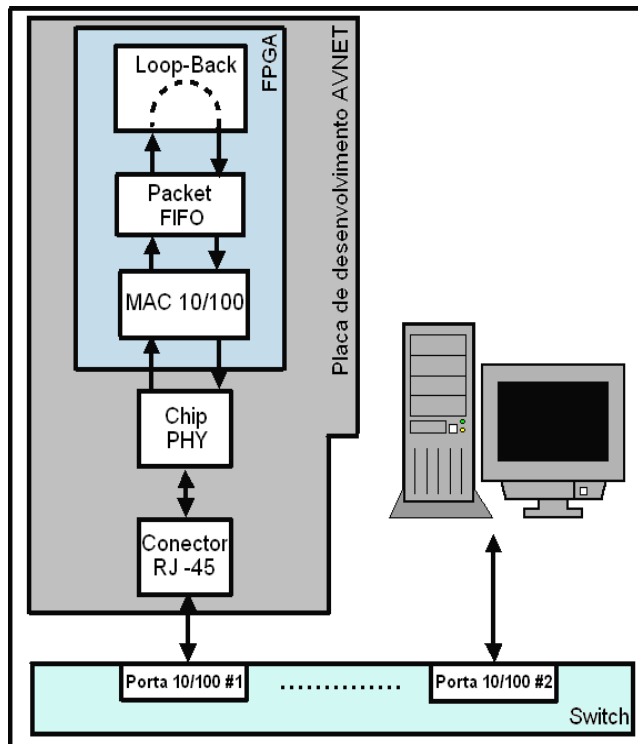 Loop-Back
FPGA
Placa de desenvolvimento AVNET
Packet
FIFO
MAC 10/100
Chip
PHY
Conector
RJ -45
Porta 10/100 #1
Porta 10/100 #2
Switch